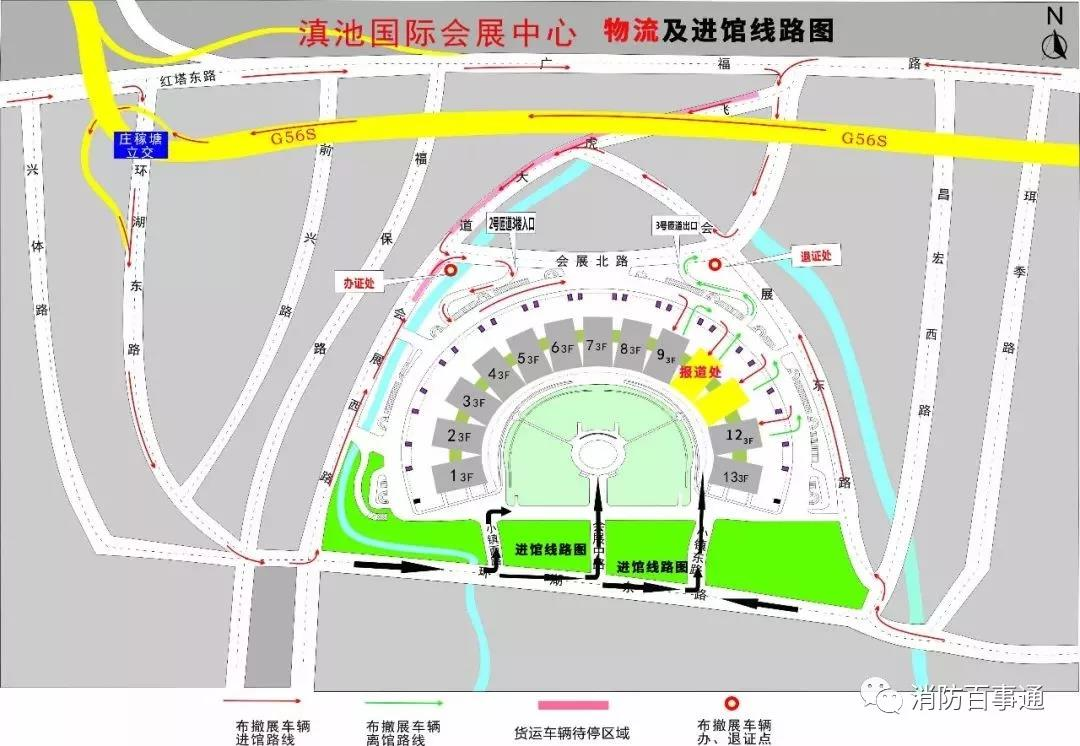 滇池国际会展中心 物流及进馆线路图
N
红塔东路
广福路
飞虎大道
G56S
G56S
庄稼塘
立交
兴体路
环湖东路
前兴路
福保路
昌宏西路
珥季路
2号匝道3楼入口
3号匝道出口
会展北路
办证处
退证处
会展西路
会展东路
1 3F
2 3F
3 3F
4 3F
5 3F
6 3F
7 3F
8 3F
9 3F
报道处
12 3F
13 3F
小镇西路
会展中路
小镇东路
进馆线路图
进馆线路图
环湖东路
布撤展车辆
进馆路线
布撤展车辆
离馆路线
货运车辆待停区域
布撤展车辆
办、退证点
消防百事通